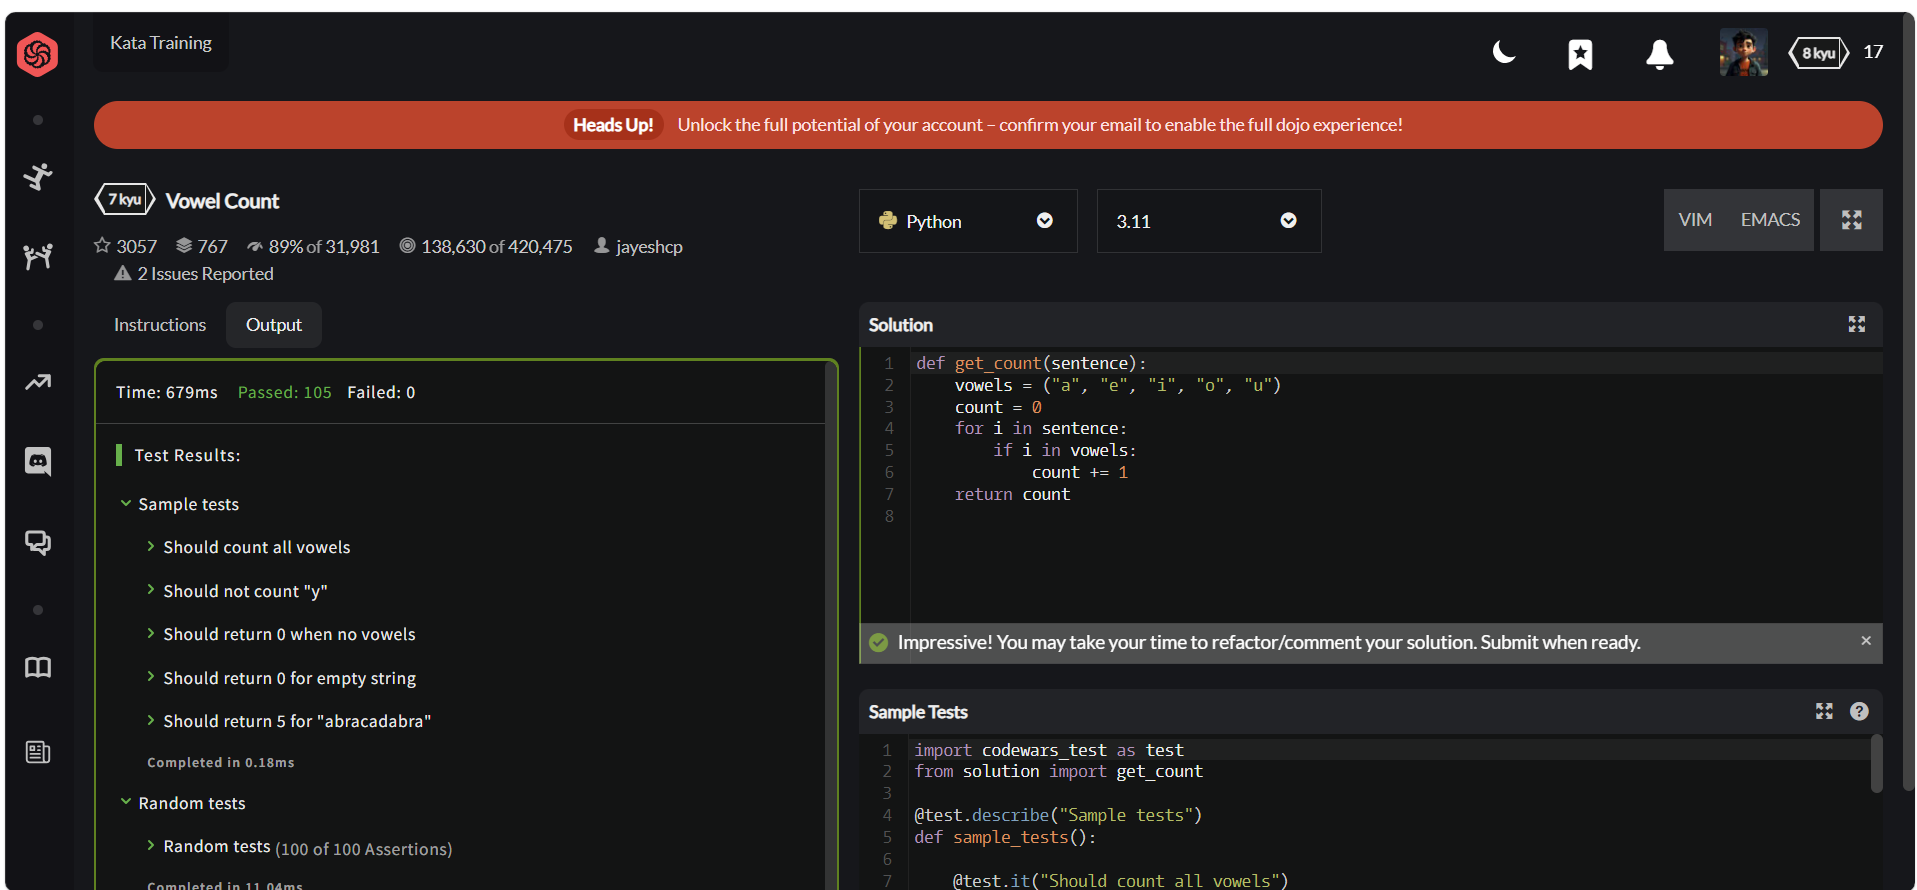 Kata Training
8 kyu 17
Heads Up! Unlock the full potential of your account – confirm your email to enable the full dojo experience!
7 kyu Vowel Count
3057 767 89% of 31,981 138,630 of 420,475 jayeshcp
2 Issues Reported
Python
3.11
VIM EMACS
Instructions Output
Time: 679ms Passed: 105 Failed: 0
Test Results:
Sample tests
Should count all vowels
Should not count "y"
Should return 0 when no vowels
Should return 0 for empty string
Should return 5 for "abracadabra"
Completed in 0.18ms
Random tests
Random tests (100 of 100 Assertions)
Completed in 11.04ms
Solution
1 def get_count(sentence):
2     vowels = ("a", "e", "i", "o", "u")
3     count = 0
4     for i in sentence:
5         if i in vowels:
6             count += 1
7     return count
8
Impressive! You may take your time to refactor/comment your solution. Submit when ready. ×
Sample Tests ?
1 import codewars_test as test
2 from solution import get_count
3
4 @test.describe("Sample tests")
5 def sample_tests():
6
7     @test.it("Should count all vowels")